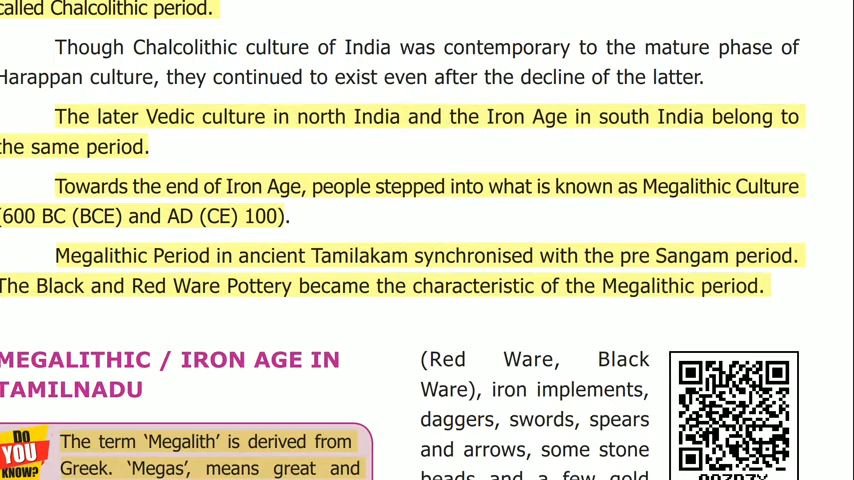 called Chalcolithic period.
Though Chalcolithic culture of India was contemporary to the mature phase of
Harappan culture, they continued to exist even after the decline of the latter.
The later Vedic culture in north India and the Iron Age in south India belong to
the same period.
Towards the end of Iron Age, people stepped into what is known as Megalithic Culture
(600 BC (BCE) and AD (CE) 100).
Megalithic Period in ancient Tamilakam synchronised with the pre Sangam period.
The Black and Red Ware Pottery became the characteristic of the Megalithic period.
MEGALITHIC / IRON AGE IN
TAMILNADU
DO
YOU
KNOW?
The term ‘Megalith’ is derived from
Greek. ‘Megas’, means great and
(Red Ware, Black
Ware), iron implements,
daggers, swords, spears
and arrows, some stone
beads and a few gold